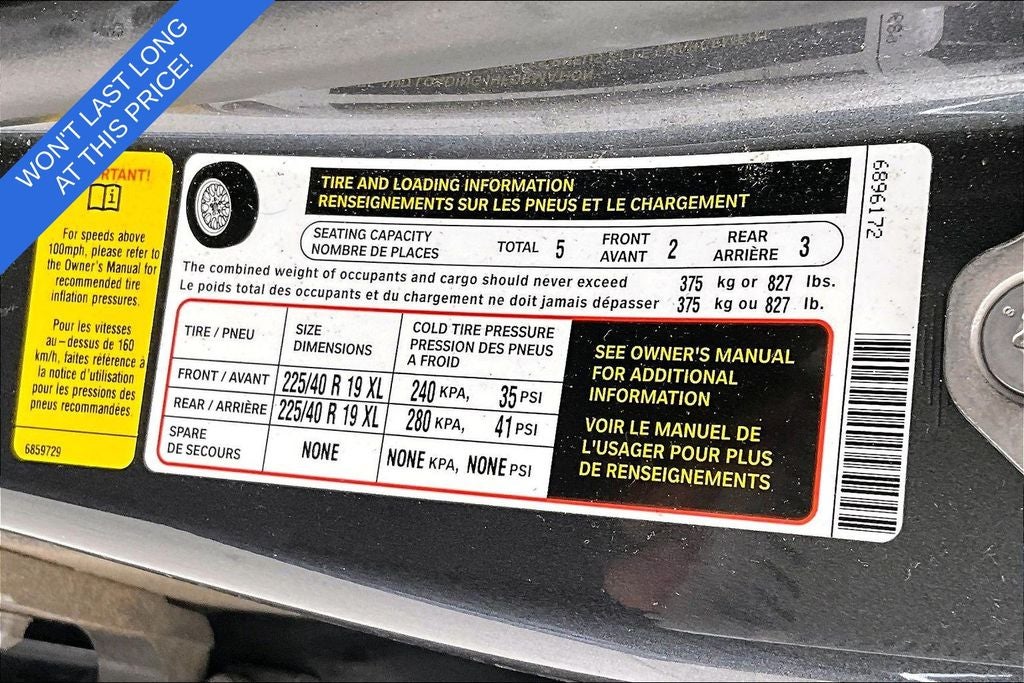 WON'T LAST LONG
AT THIS PRICE!
RTANT!
For speeds above
100mph, please refer to
the Owner's Manual for
recommended tire
inflation pressures.
Pour les vitesses
au-dessus de 160
km/h, faites référence à
la notice d'utilisation
pour les pressions des
pneus recommandées.
6859729
TIRE AND LOADING INFORMATION
RENSEIGNEMENTS SUR LES PNEUS ET LE CHARGEMENT
SEATING CAPACITY
NOMBRE DE PLACES
TOTAL 5
FRONT
AVANT 2
REAR
ARRIÈRE 3
The combined weight of occupants and cargo should never exceed 375 kg or 827 lbs.
Le poids total des occupants et du chargement ne doit jamais dépasser 375 kg ou 827 lb.
TIRE / PNEU
SIZE
DIMENSIONS
COLD TIRE PRESSURE
PRESSION DES PNEUS
A FROID
FRONT / AVANT 225/40 R 19 XL 240 KPA, 35 PSI
REAR / ARRIÈRE 225/40 R 19 XL 280 KPA, 41 PSI
SPARE
DE SECOURS
NONE NONE KPA, NONE PSI
SEE OWNER'S MANUAL
FOR ADDITIONAL
INFORMATION
VOIR LE MANUEL DE
L'USAGER POUR PLUS
DE RENSEIGNEMENTS
6896172